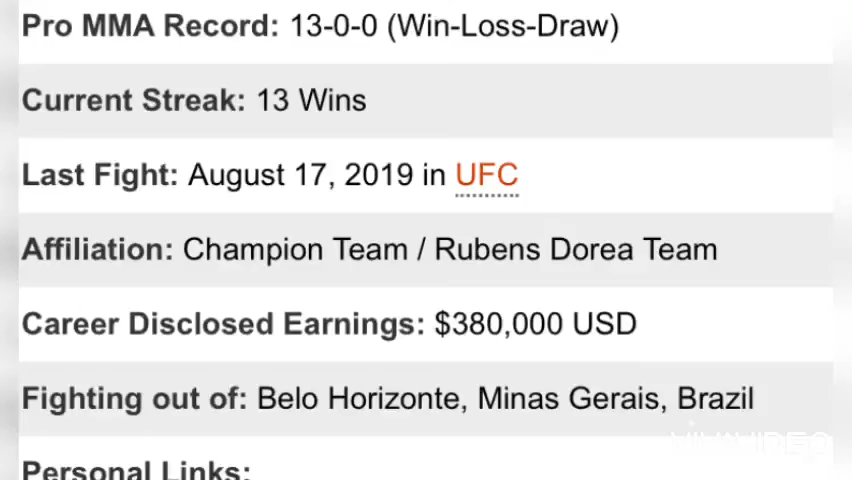 Pro MMA Record: 13-0-0 (Win-Loss-Draw)
Current Streak: 13 Wins
Last Fight: August 17, 2019 in UFC
Affiliation: Champion Team / Rubens Dorea Team
Career Disclosed Earnings: $380,000 USD
Fighting out of: Belo Horizonte, Minas Gerais, Brazil
Personal Links: